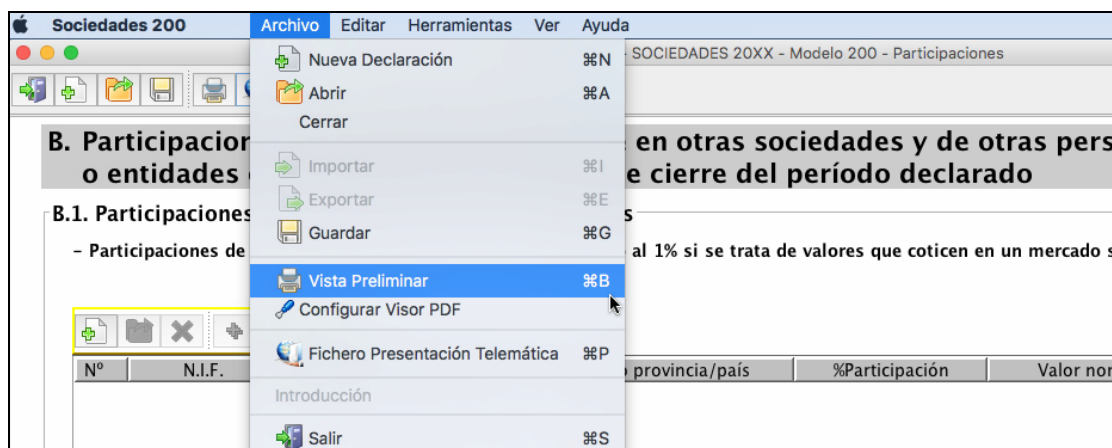 Sociedades 200 Archivo Editar Herramientas Ver Ayuda
- SOCIEDADES 20XX - Modelo 200 - Participaciones
Nueva Declaración ⌘N
Abrir ⌘A
Cerrar
Importar ⌘I
Exportar ⌘E
Guardar ⌘G
Vista Preliminar ⌘B
Configurar Visor PDF
Fichero Presentación Telemática ⌘P
Introducción
Salir ⌘S
B. Participacion en otras sociedades y de otras pers
o entidades e cierre del período declarado
B.1. Participaciones s
- Participaciones de al 1% si se trata de valores que coticen en un mercado s
Nº N.I.F. provincia/país %Participación Valor nor